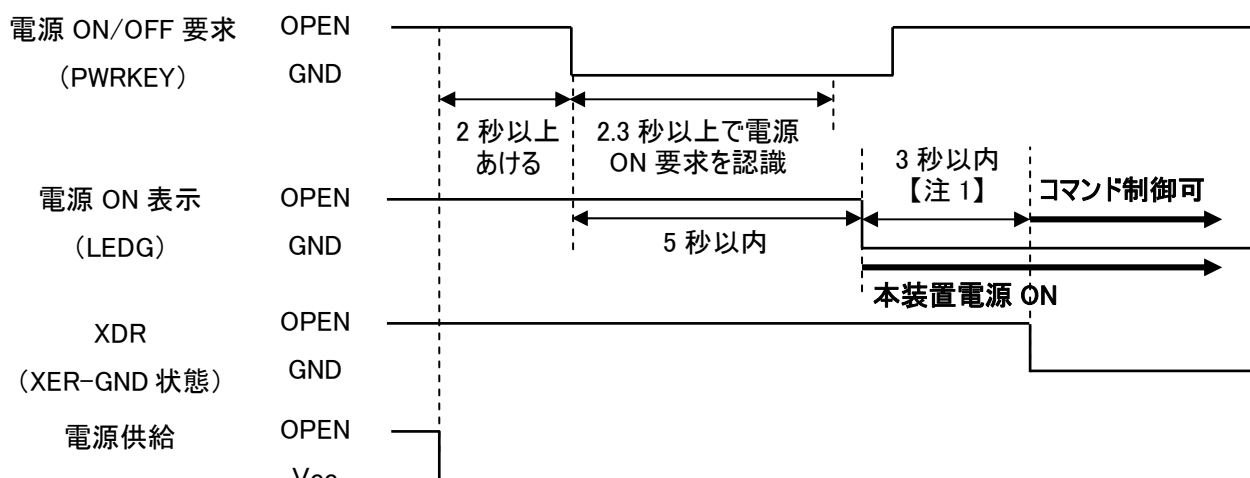 電源 ON/OFF 要求
(PWRKEY)
OPEN
GND
2 秒以上
あける
2.3 秒以上で電源
ON 要求を認識
3 秒以内
【注 1】
コマンド制御可
電源 ON 表示
(LEDG)
OPEN
GND
5 秒以内
本装置電源 ON
XDR
(XER-GND 状態)
OPEN
GND
電源供給
OPEN